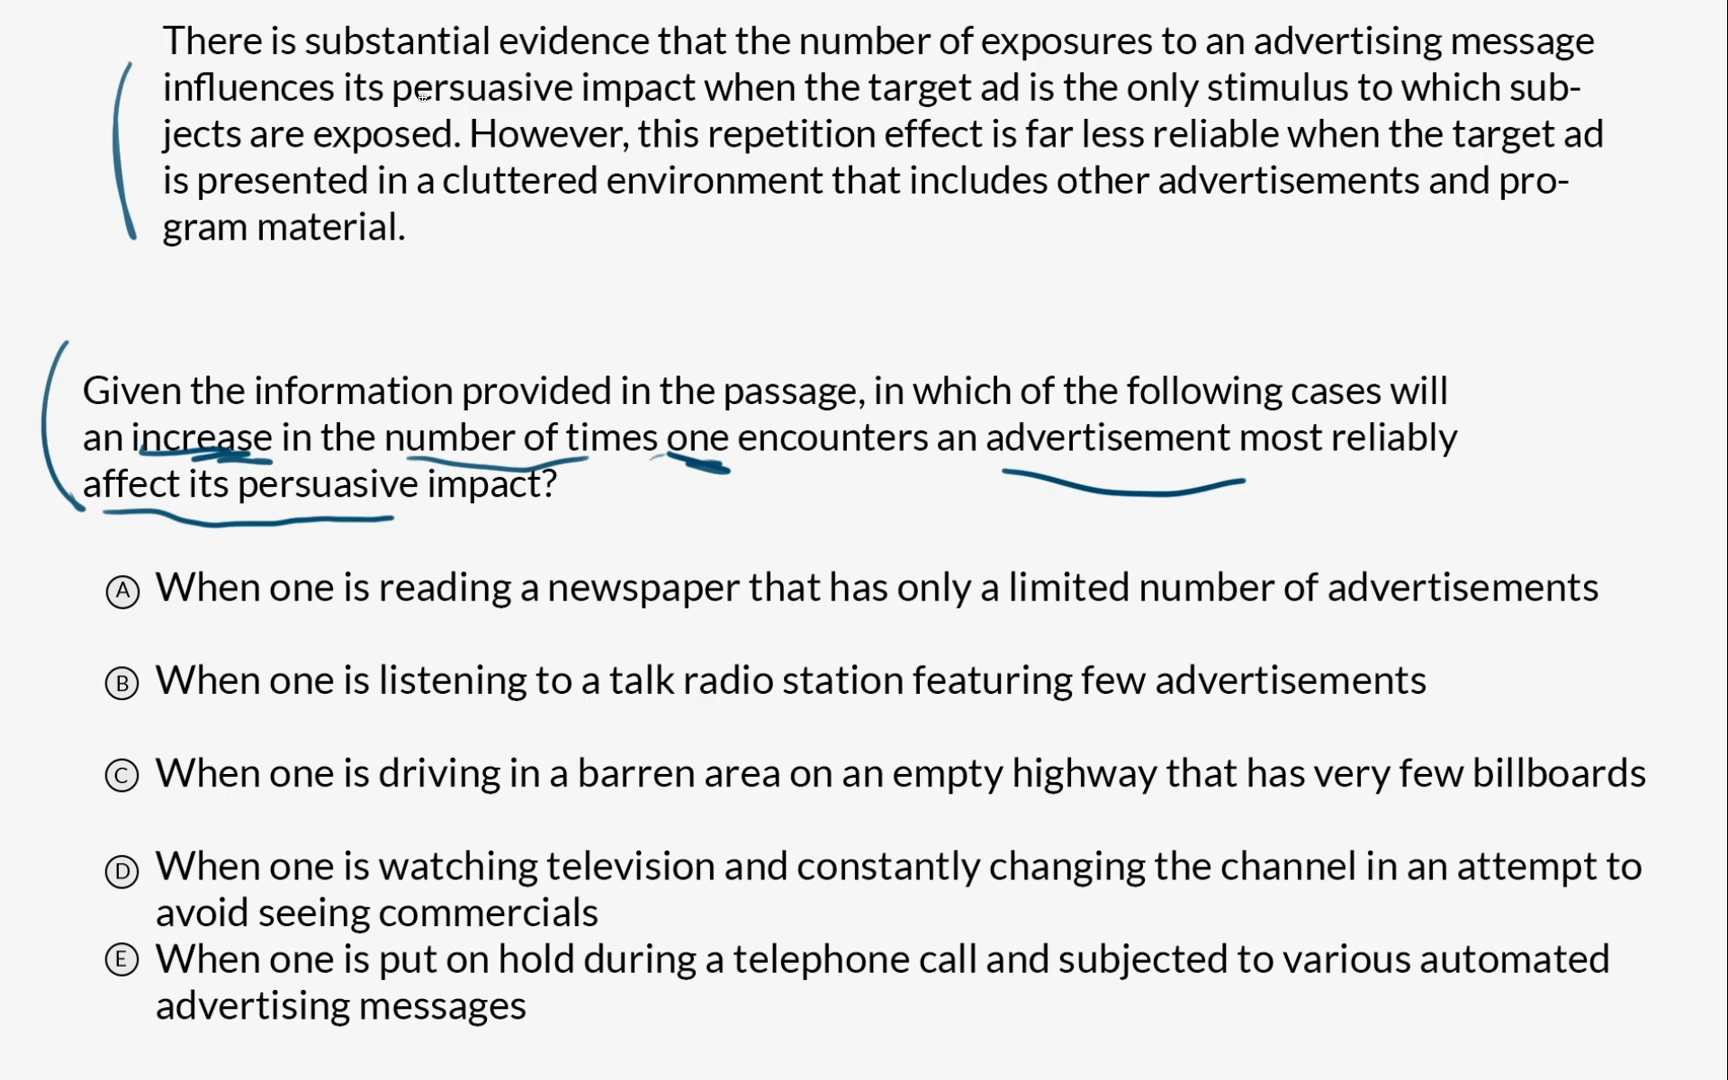 There is substantial evidence that the number of exposures to an advertising message
influences its persuasive impact when the target ad is the only stimulus to which sub-
jects are exposed. However, this repetition effect is far less reliable when the target ad
is presented in a cluttered environment that includes other advertisements and pro-
gram material.
Given the information provided in the passage, in which of the following cases will
an increase in the number of times one encounters an advertisement most reliably
affect its persuasive impact?
A When one is reading a newspaper that has only a limited number of advertisements
B When one is listening to a talk radio station featuring few advertisements
C When one is driving in a barren area on an empty highway that has very few billboards
D When one is watching television and constantly changing the channel in an attempt to
avoid seeing commercials
E When one is put on hold during a telephone call and subjected to various automated
advertising messages